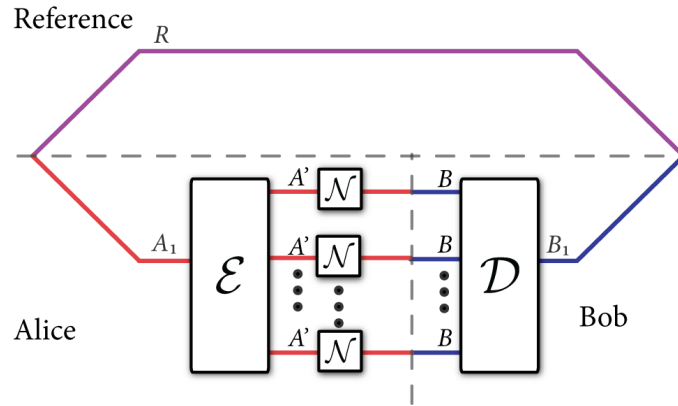 Reference
R
A' 𝒩 B
A₁ ℰ A' 𝒩 B 𝒟 B₁
Alice Bob
A' 𝒩 B